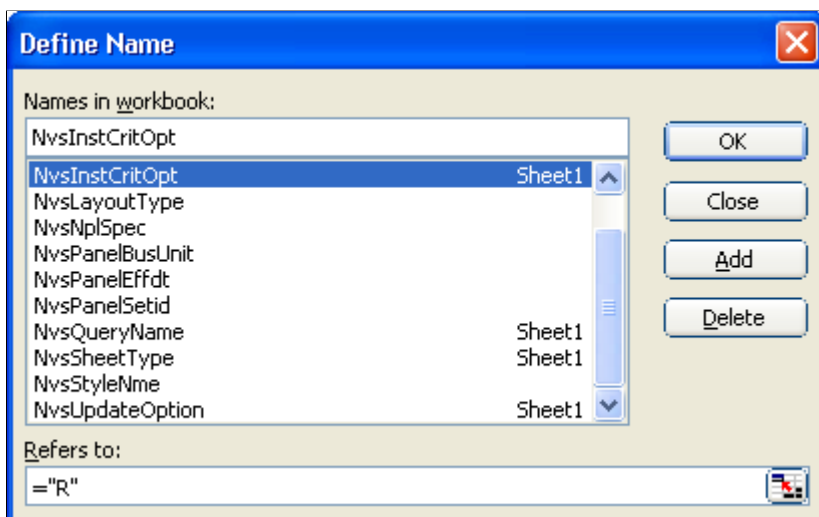 Define Name
Names in workbook:
NvsInstCritOpt
OK
NvsInstCritOpt Sheet1
NvsLayoutType
Close
NvsNplSpec
NvsPanelBusUnit
Add
NvsPanelEffdt
NvsPanelSetid
Delete
NvsQueryName Sheet1
NvsSheetType Sheet1
NvsStyleNme
NvsUpdateOption Sheet1
Refers to:
="R"